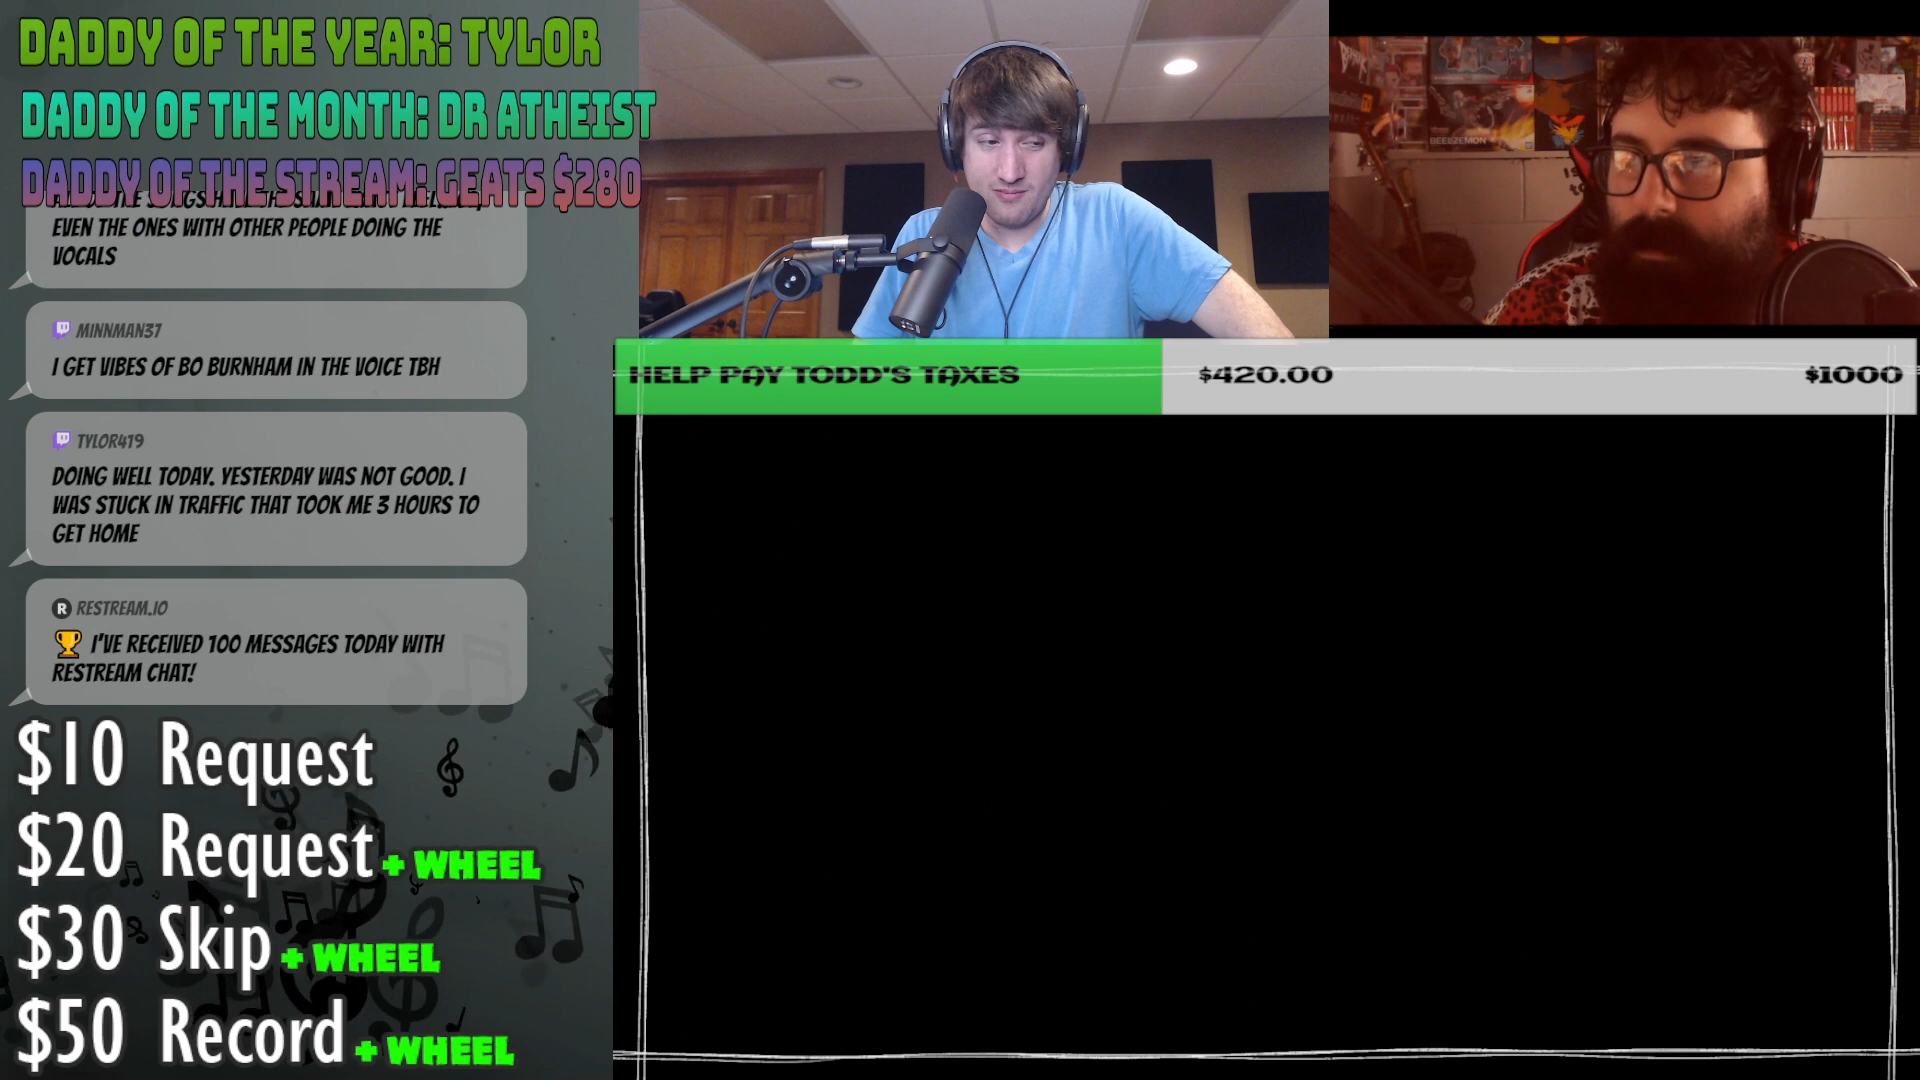 DADDY OF THE YEAR: TYLOR
DADDY OF THE MONTH: DR ATHEIST
DADDY OF THE STREAM: GEATS $280
EVEN THE ONES WITH OTHER PEOPLE DOING THE
VOCALS
MINNMAN37
I GET VIBES OF BO BURNHAM IN THE VOICE TBH
TYLOR419
DOING WELL TODAY. YESTERDAY WAS NOT GOOD. I
WAS STUCK IN TRAFFIC THAT TOOK ME 3 HOURS TO
GET HOME
R RESTREAM.IO
🏆 I'VE RECEIVED 100 MESSAGES TODAY WITH
RESTREAM CHAT!
$10 Request
$20 Request + WHEEL
$30 Skip + WHEEL
$50 Record + WHEEL
BEELZEMON
HELP PAY TODD'S TAXES $420.00 $1000